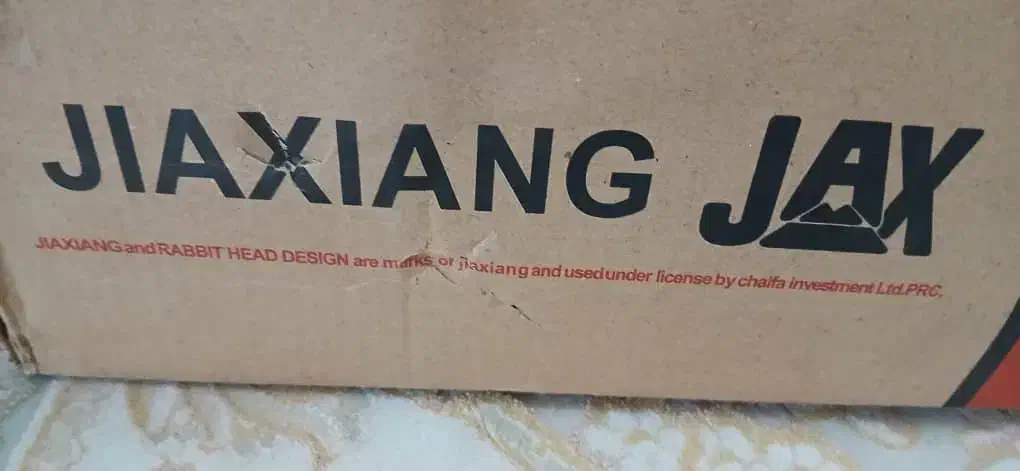 JIAXIANG JAX
JIAXIANG and RABBIT HEAD DESIGN are marks or jiaxiang and used under license by chaifa investment Ltd.PRC,